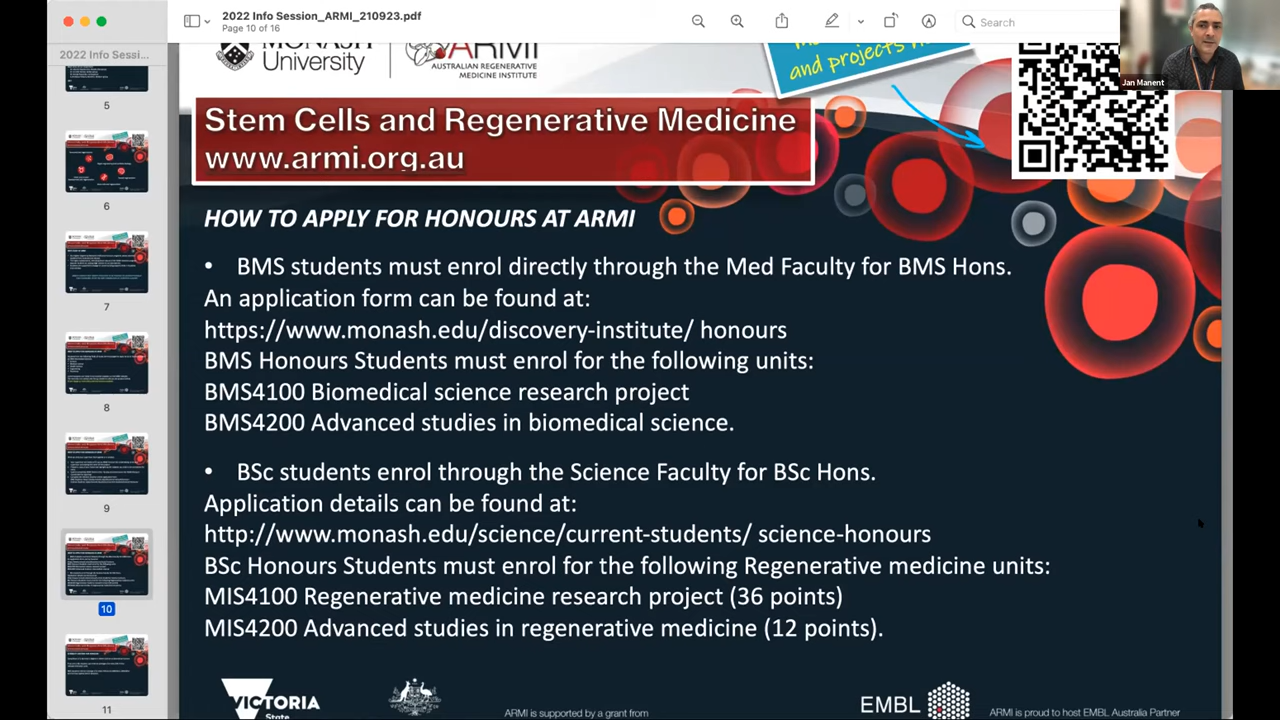 2022 Info Session_ARMI_210923.pdf
Page 10 of 16
Search
2022 Info Sessi...
Jan Manent
5
6
7
8
9
10
11
MONASH
University
ARMI
AUSTRALIAN REGENERATIVE
MEDICINE INSTITUTE
and projects
Stem Cells and Regenerative Medicine
www.armi.org.au
HOW TO APPLY FOR HONOURS AT ARMI
• BMS students must enrol directly through the Med Faculty for BMS Hons.
An application form can be found at:
https://www.monash.edu/discovery-institute/ honours
BMS Honours Students must enrol for the following units:
BMS4100 Biomedical science research project
BMS4200 Advanced studies in biomedical science.
• BSc students enrol through the Science Faculty for BSc Hons.
Application details can be found at:
http://www.monash.edu/science/current-students/ science-honours
BSc Honours Students must enrol for the following Regenerative medicine units:
MIS4100 Regenerative medicine research project (36 points)
MIS4200 Advanced studies in regenerative medicine (12 points).
VICTORIA
State
ARMI is supported by a grant from
EMBL
ARMI is proud to host EMBL Australia Partner